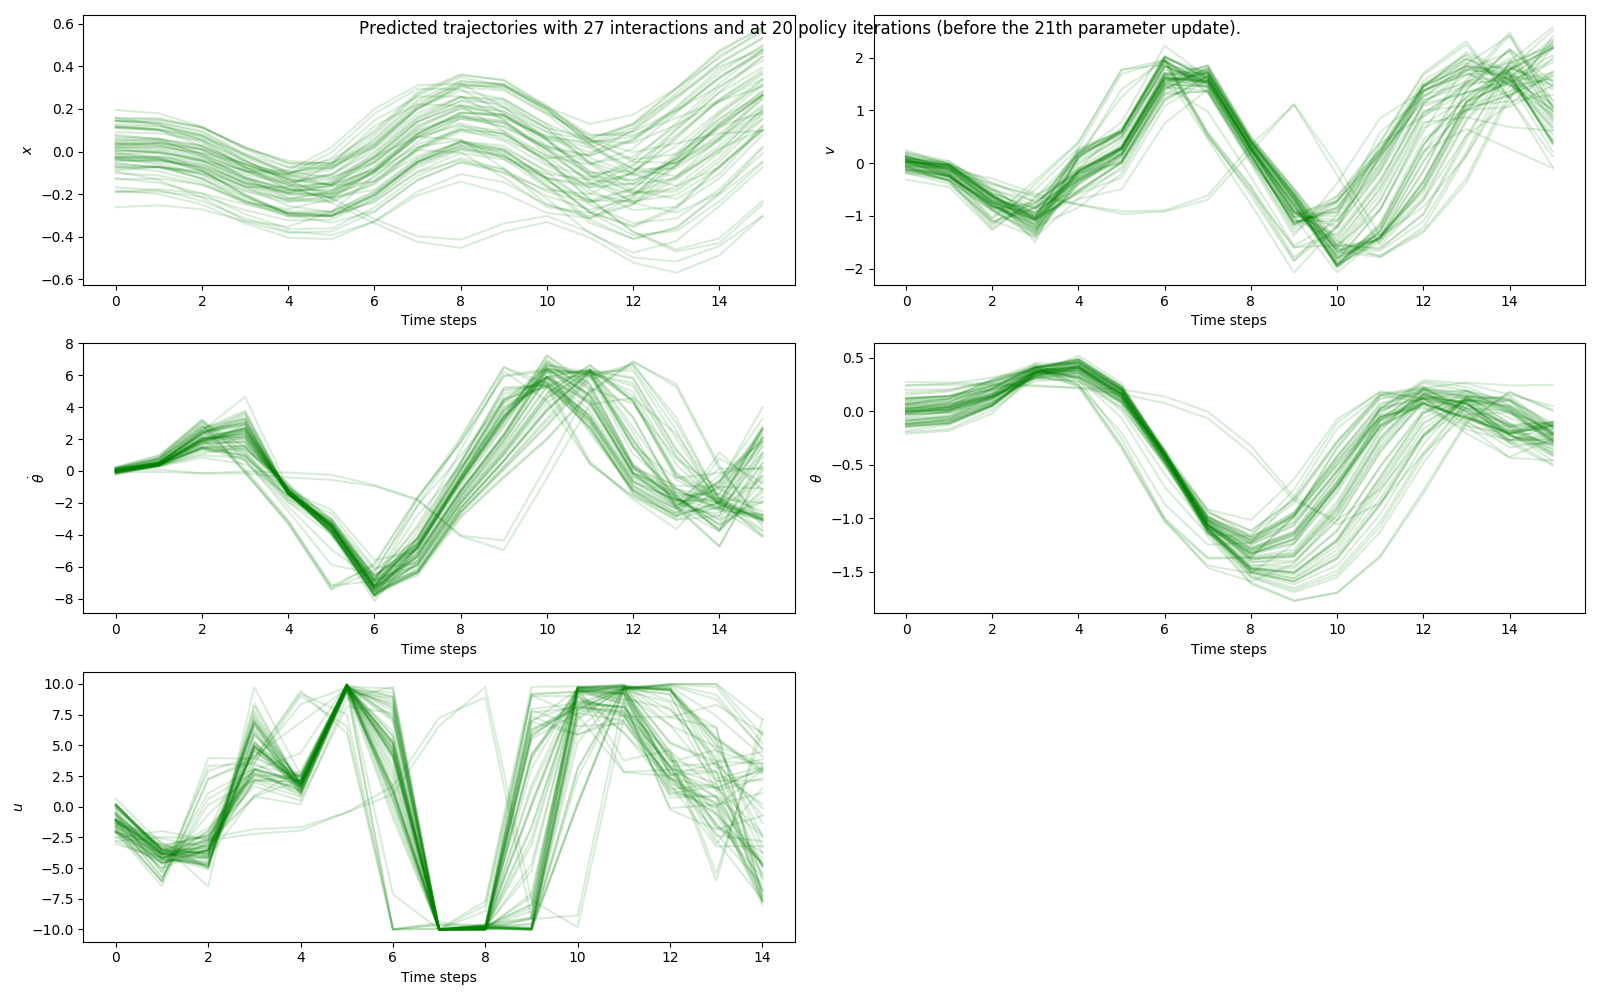 Predicted trajectories with 27 interactions and at 20 policy iterations (before the 21th parameter update).
0.6
0.4
0.2
0.0
−0.2
−0.4
−0.6
x
0 2 4 6 8 10 12 14
Time steps
2
1
0
−1
−2
v
0 2 4 6 8 10 12 14
Time steps
8
6
4
2
0
−2
−4
−6
−8
θ̇
0 2 4 6 8 10 12 14
Time steps
0.5
0.0
−0.5
−1.0
−1.5
θ
0 2 4 6 8 10 12 14
Time steps
10.0
7.5
5.0
2.5
0.0
−2.5
−5.0
−7.5
−10.0
u
0 2 4 6 8 10 12 14
Time steps